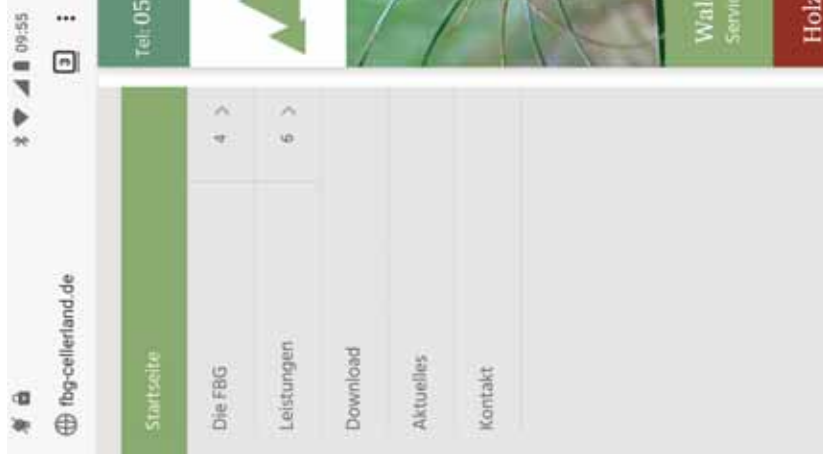 09:55
fbg-cellerland.de
3
Tel: 05
Startseite
Die FBG
4
Leistungen
6
Download
Aktuelles
Kontakt
Wal
Servi
Holz